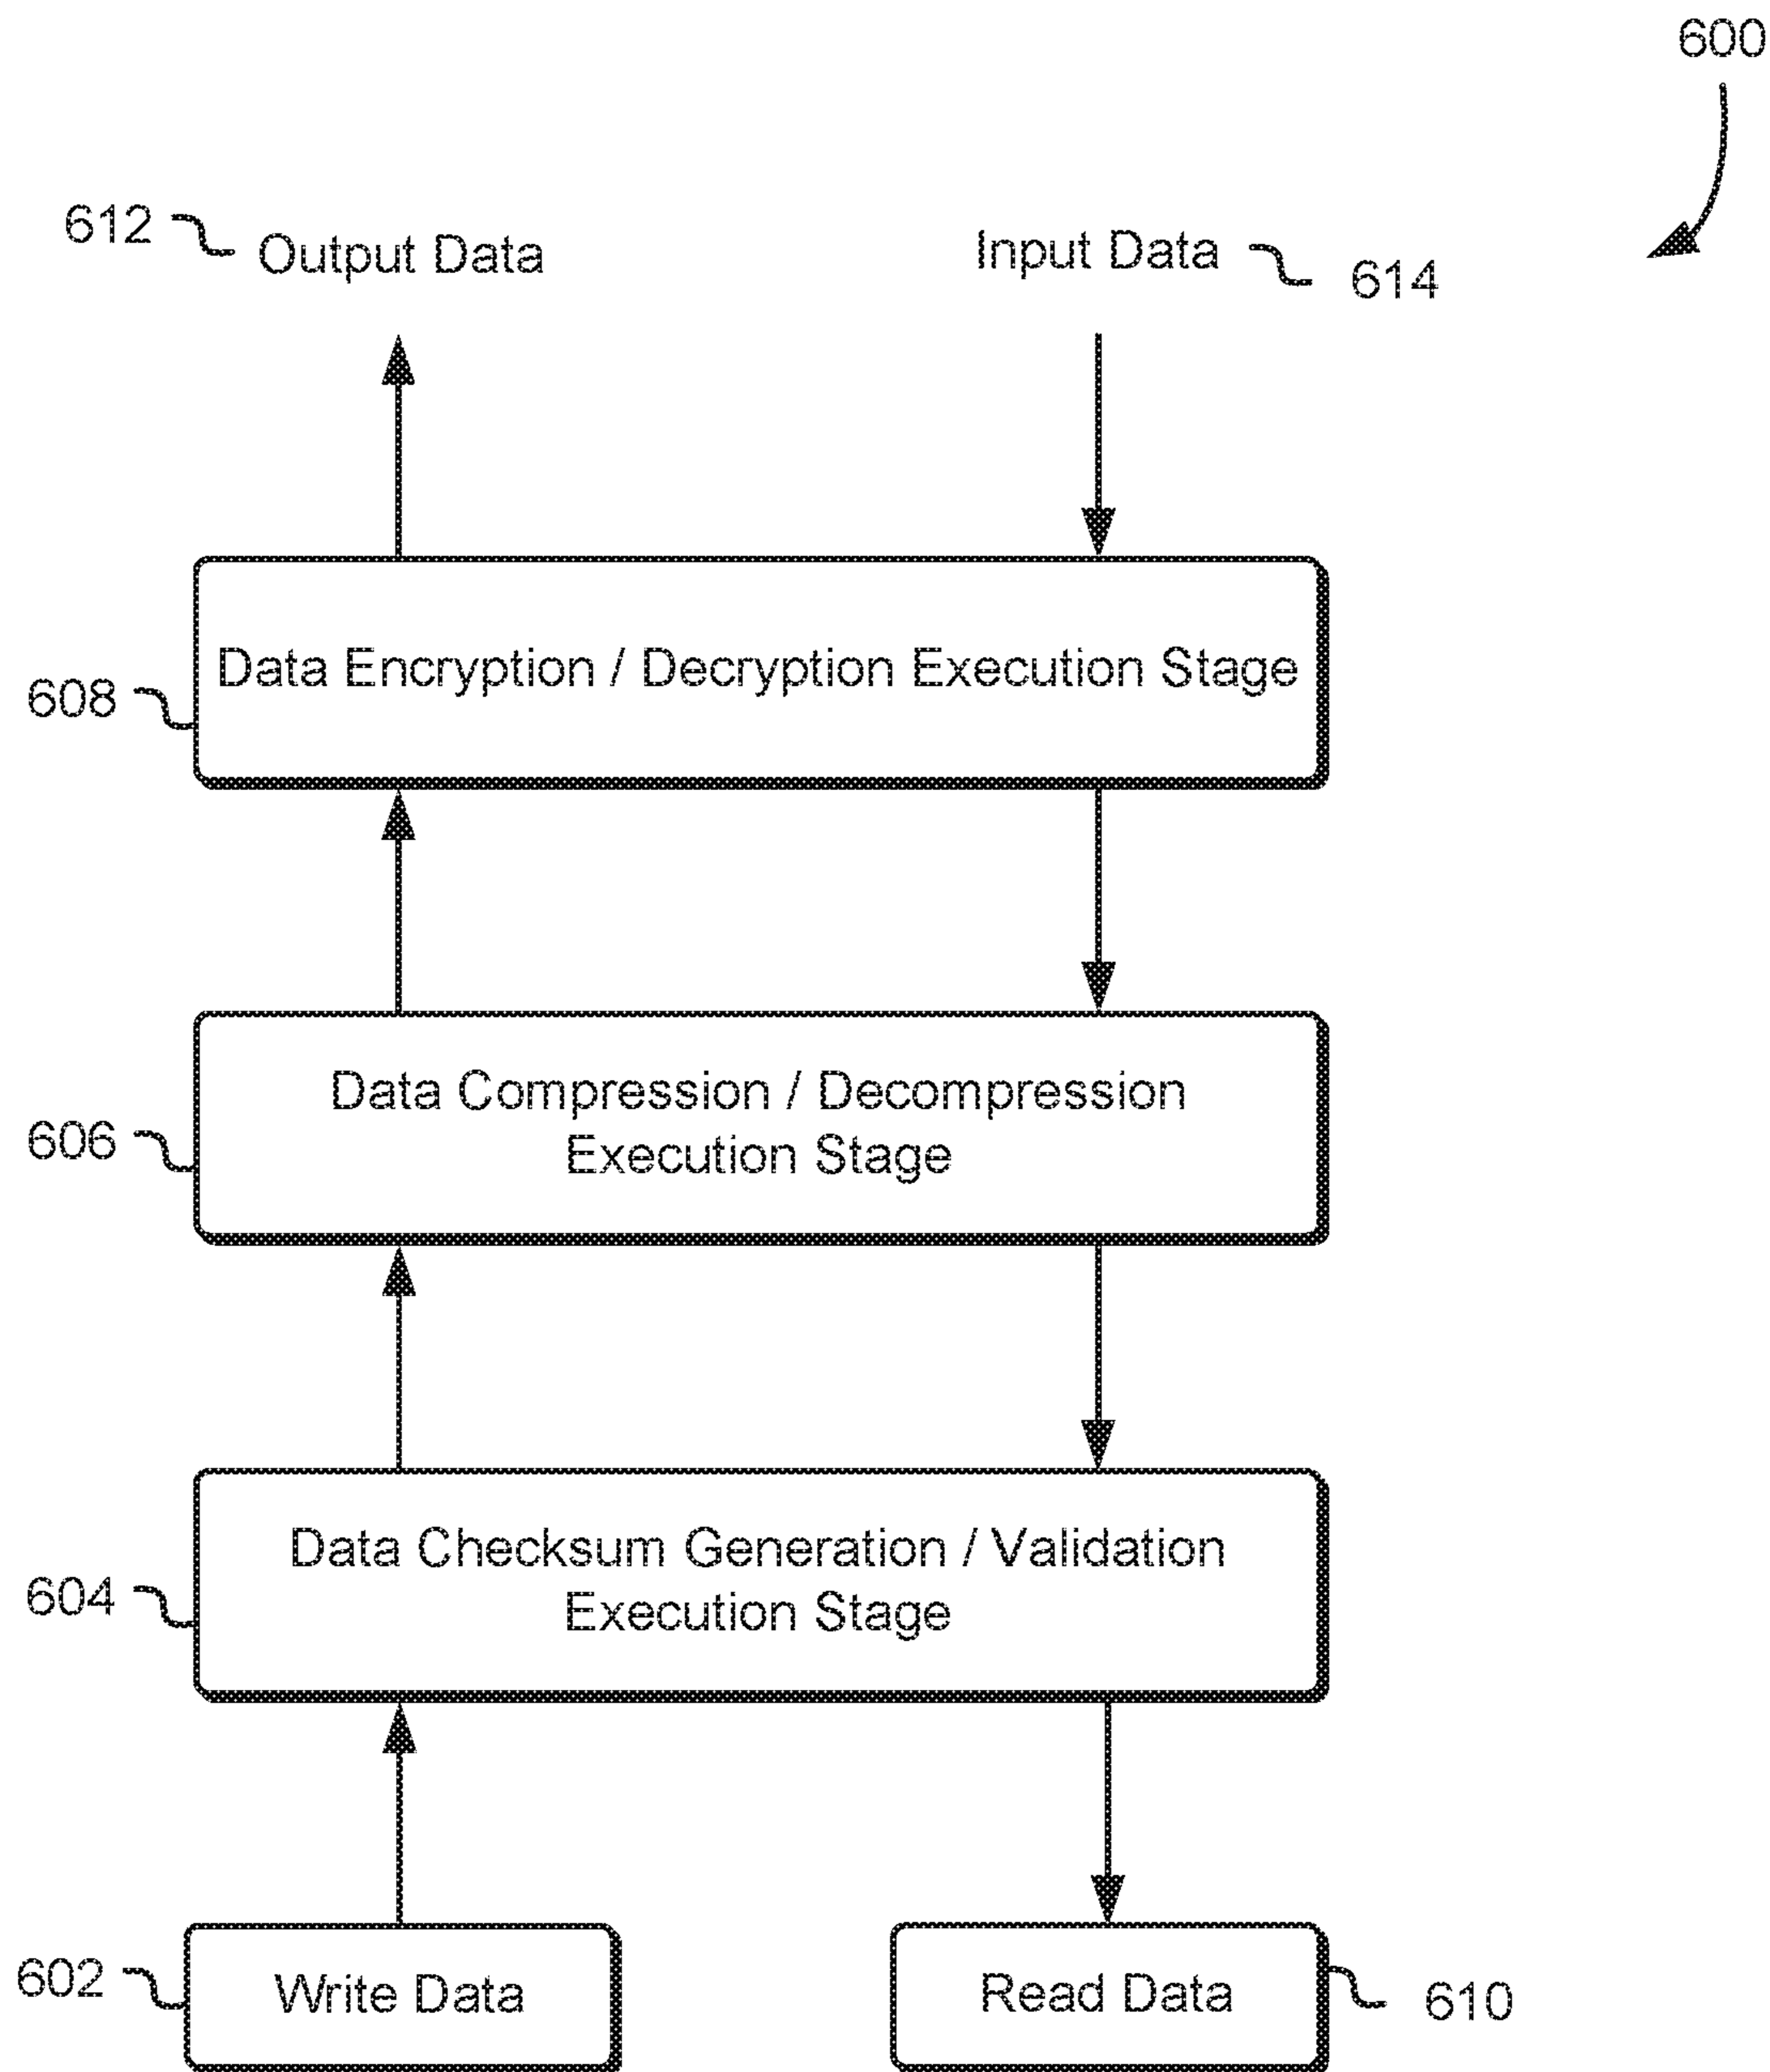 600
612
Output Data
Input Data
614
Data Encryption / Decryption Execution Stage
608
Data Compression / Decompression
Execution Stage
606
Data Checksum Generation / Validation
Execution Stage
604
602
Write Data
Read Data
610